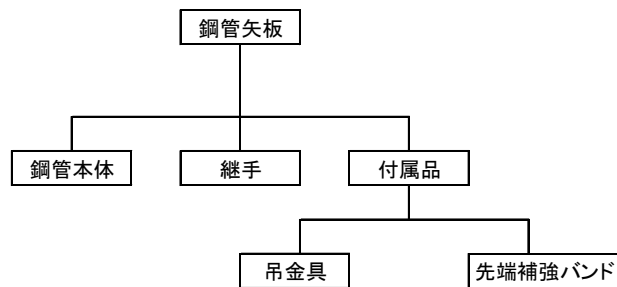 鋼管矢板
鋼管本体
継手
付属品
吊金具
先端補強バンド